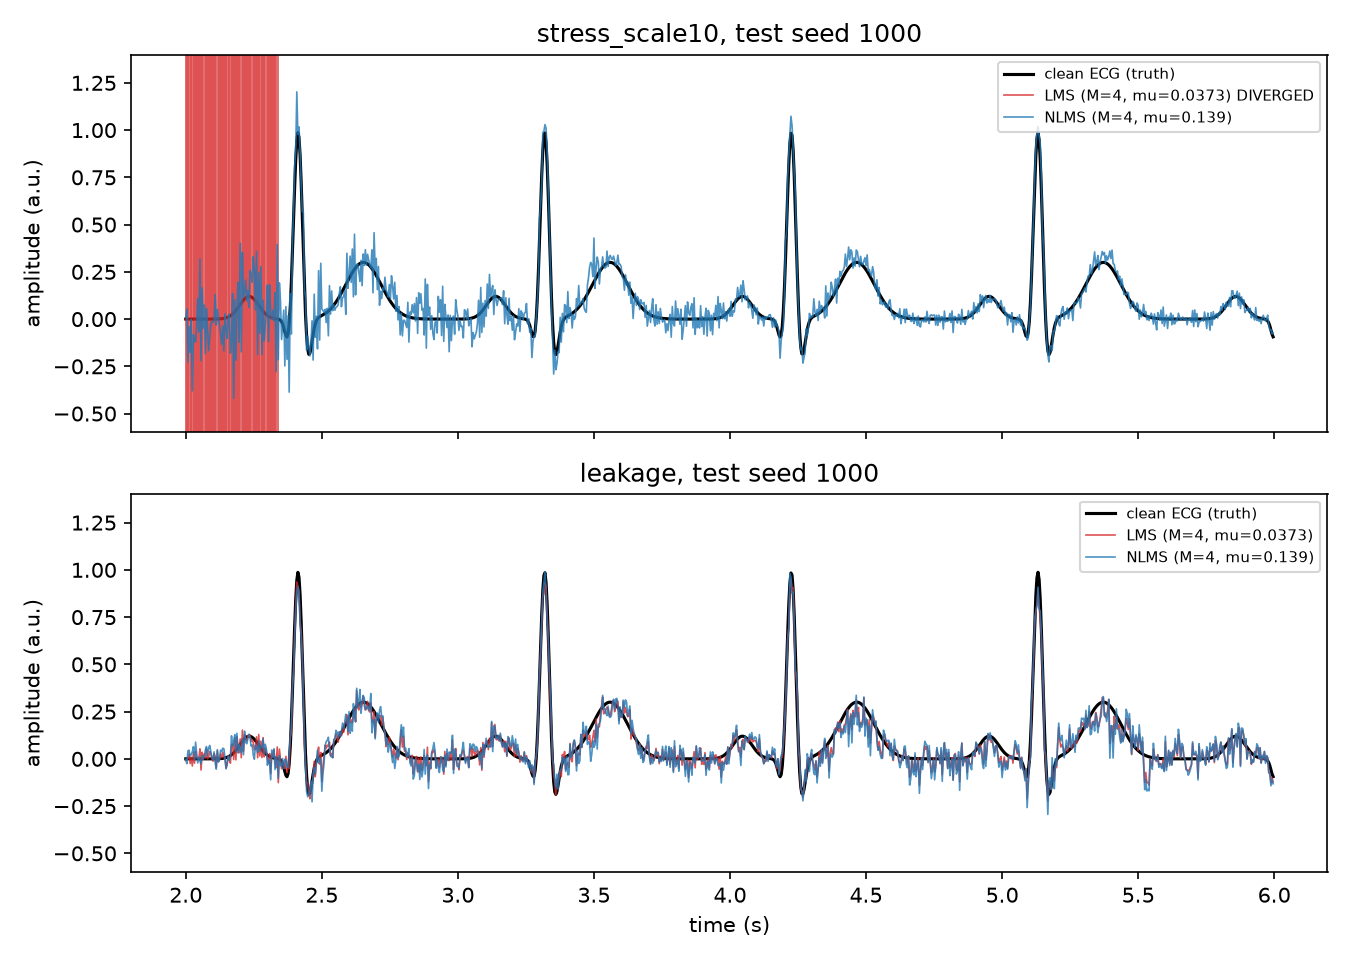 stress_scale10, test seed 1000
clean ECG (truth)
LMS (M=4, mu=0.0373) DIVERGED
NLMS (M=4, mu=0.139)
amplitude (a.u.)
1.25
1.00
0.75
0.50
0.25
0.00
−0.25
−0.50
leakage, test seed 1000
clean ECG (truth)
LMS (M=4, mu=0.0373)
NLMS (M=4, mu=0.139)
amplitude (a.u.)
1.25
1.00
0.75
0.50
0.25
0.00
−0.25
−0.50
2.0 2.5 3.0 3.5 4.0 4.5 5.0 5.5 6.0
time (s)